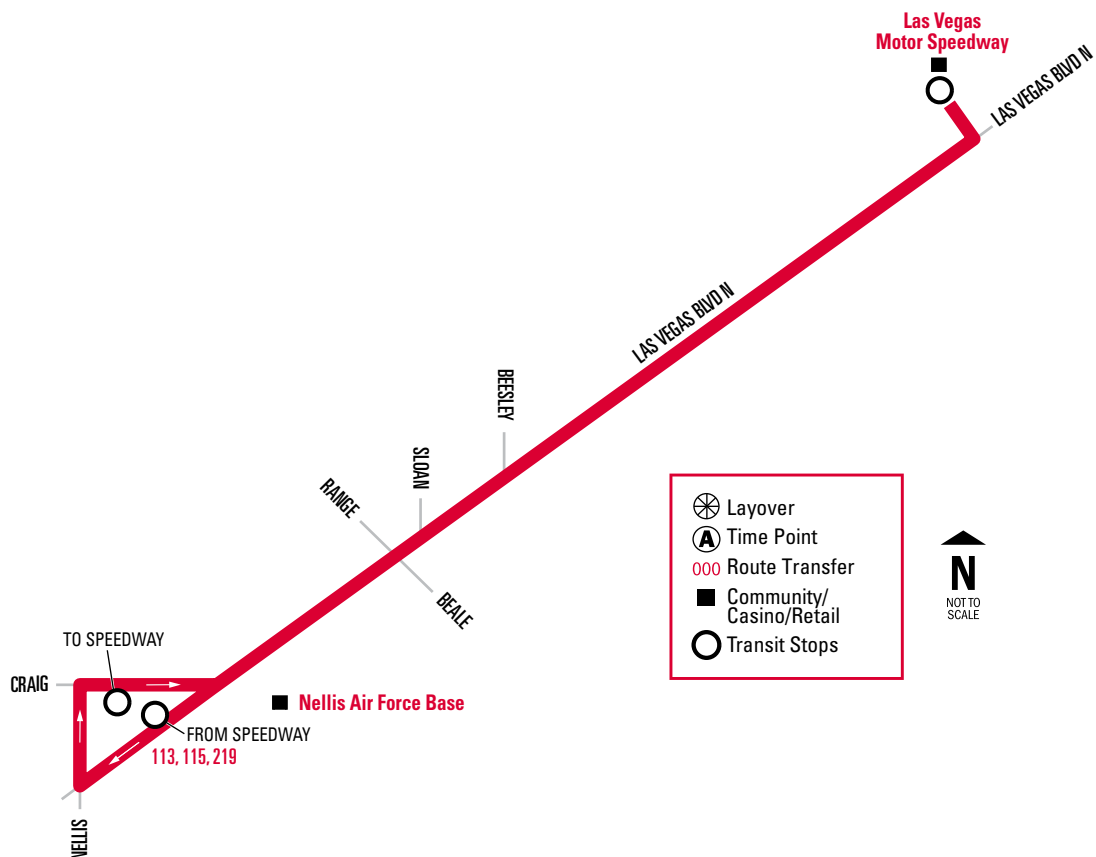 Las Vegas
Motor Speedway
LAS VEGAS BLVD N
LAS VEGAS BLVD N
BEESLEY
SLOAN
RANGE
BEALE
TO SPEEDWAY
CRAIG
Nellis Air Force Base
FROM SPEEDWAY
113, 115, 219
NELLIS
Layover
A Time Point
000 Route Transfer
Community/
Casino/Retail
Transit Stops
N
NOT TO
SCALE